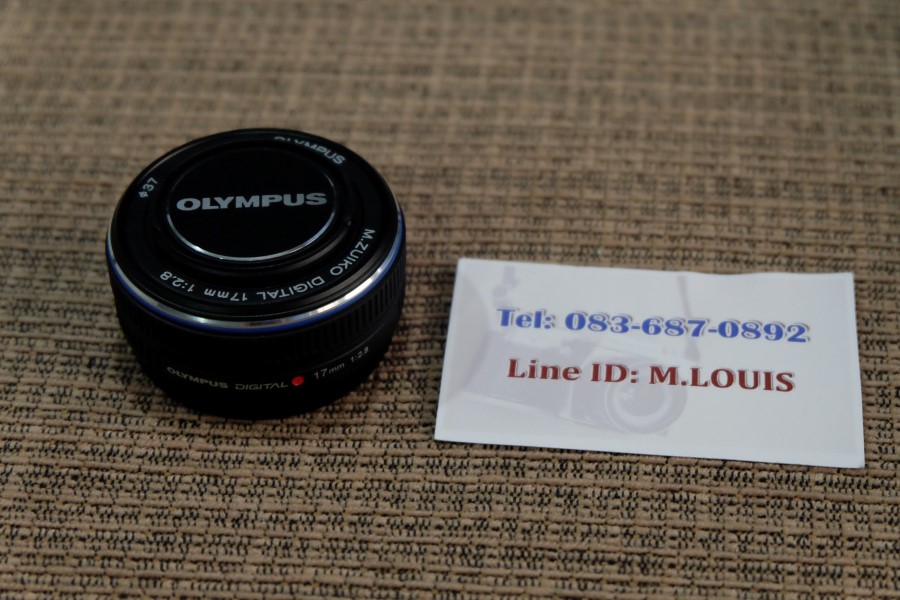 OLYMPUS
ø37
OLYMPUS
M.ZUIKO DIGITAL 17mm 1:2.8
OLYMPUS DIGITAL 17mm 1:2.8
Tel: 083-687-0892
Line ID: M.LOUIS